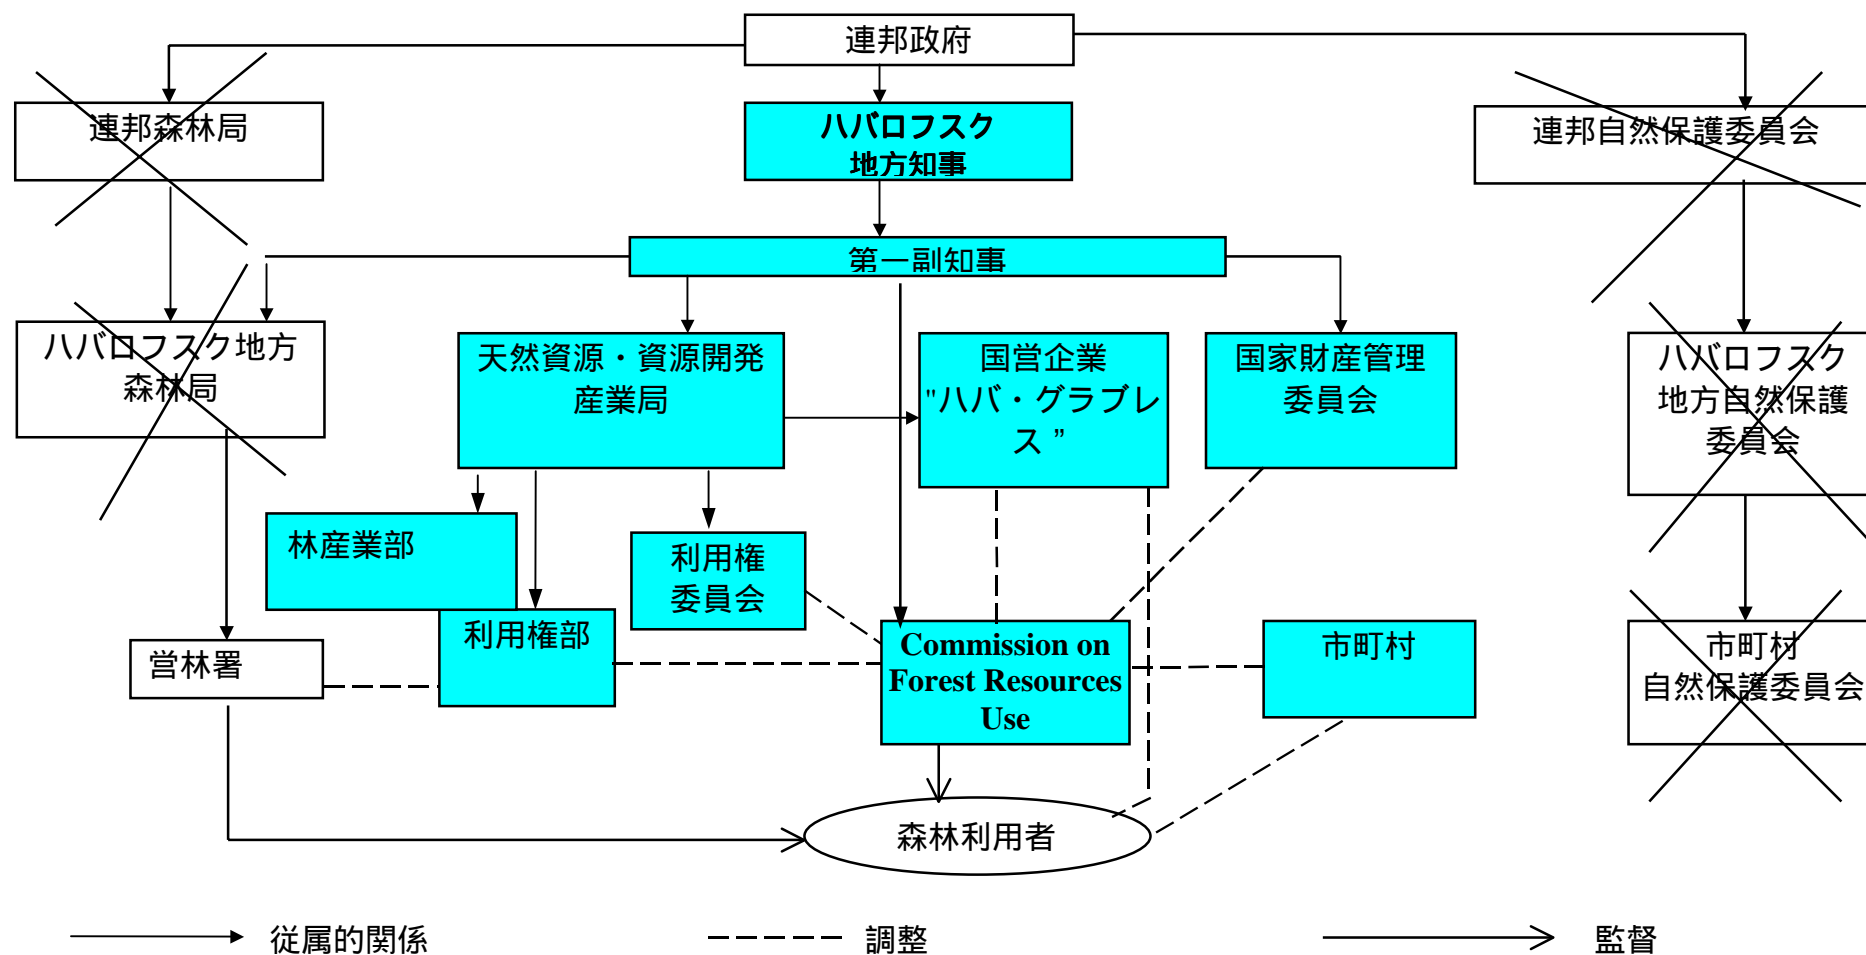 連邦政府
連邦森林局
ハバロフスク
地方知事
連邦自然保護委員会
第一副知事
ハバロフスク地方
森林局
天然資源・資源開発
産業局
国営企業
"ハバ・グラブレ
ス ”
国家財産管理
委員会
ハバロフスク
地方自然保護
委員会
林産業部
利用権
委員会
利用権部
営林署
Commission on
Forest Resources
Use
市町村
市町村
自然保護委員会
森林利用者
従属的関係
調整
監督